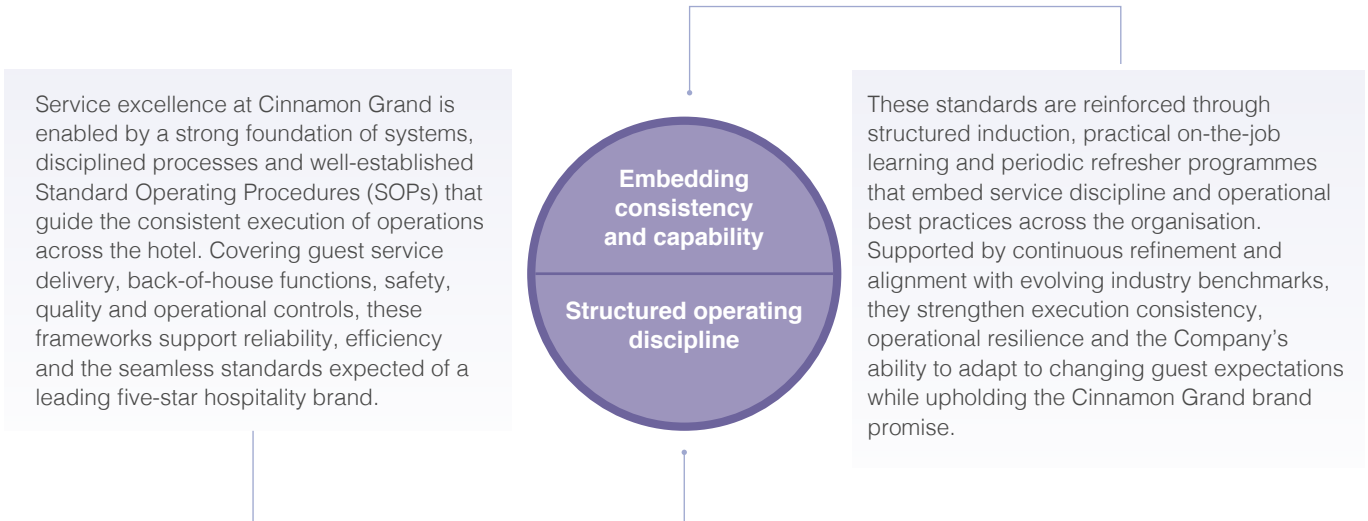 Service excellence at Cinnamon Grand is
enabled by a strong foundation of systems,
disciplined processes and well-established
Standard Operating Procedures (SOPs) that
guide the consistent execution of operations
across the hotel. Covering guest service
delivery, back-of-house functions, safety,
quality and operational controls, these
frameworks support reliability, efficiency
and the seamless standards expected of a
leading five-star hospitality brand.
Embedding
consistency
and capability
Structured operating
discipline
These standards are reinforced through
structured induction, practical on-the-job
learning and periodic refresher programmes
that embed service discipline and operational
best practices across the organisation.
Supported by continuous refinement and
alignment with evolving industry benchmarks,
they strengthen execution consistency,
operational resilience and the Company’s
ability to adapt to changing guest expectations
while upholding the Cinnamon Grand brand
promise.